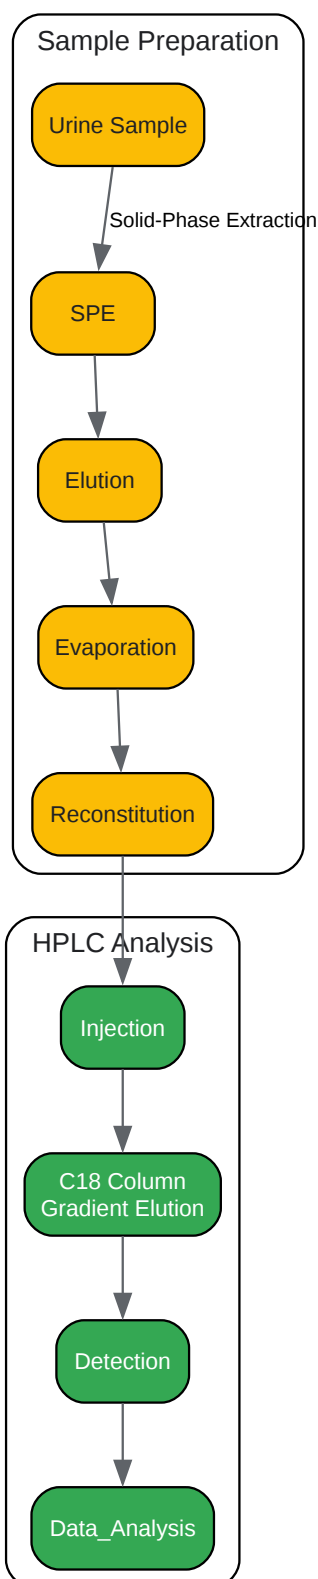 Sample Preparation
Urine Sample
Solid-Phase Extraction
SPE
Elution
Evaporation
Reconstitution
HPLC Analysis
Injection
C18 Column
Gradient Elution
Detection
Data_Analysis